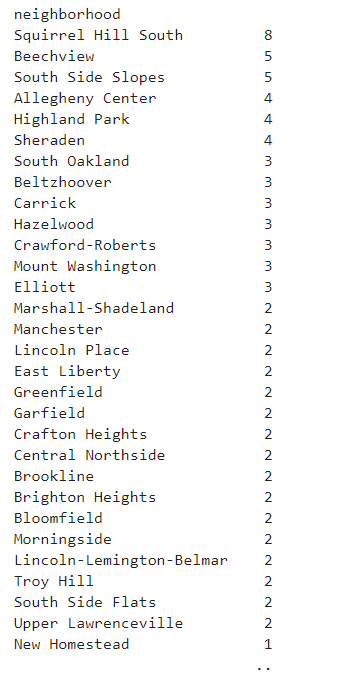 neighborhood
Squirrel Hill South 8
Beechview 5
South Side Slopes 5
Allegheny Center 4
Highland Park 4
Sheraden 4
South Oakland 3
Beltzhoover 3
Carrick 3
Hazelwood 3
Crawford-Roberts 3
Mount Washington 3
Elliott 3
Marshall-Shadeland 2
Manchester 2
Lincoln Place 2
East Liberty 2
Greenfield 2
Garfield 2
Crafton Heights 2
Central Northside 2
Brookline 2
Brighton Heights 2
Bloomfield 2
Morningside 2
Lincoln-Lemington-Belmar 2
Troy Hill 2
South Side Flats 2
Upper Lawrenceville 2
New Homestead 1
..